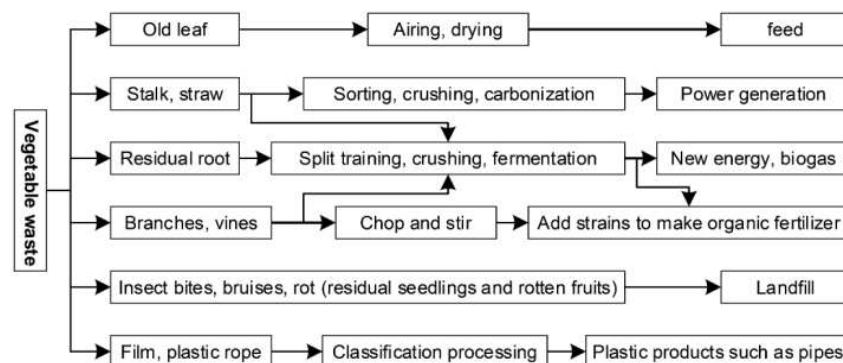 Vegetable waste
Old leaf
Airing, drying
feed
Stalk, straw
Sorting, crushing, carbonization
Power generation
Residual root
Split training, crushing, fermentation
New energy, biogas
Branches, vines
Chop and stir
Add strains to make organic fertilizer
Insect bites, bruises, rot (residual seedlings and rotten fruits)
Landfill
Film, plastic rope
Classification processing
Plastic products such as pipes